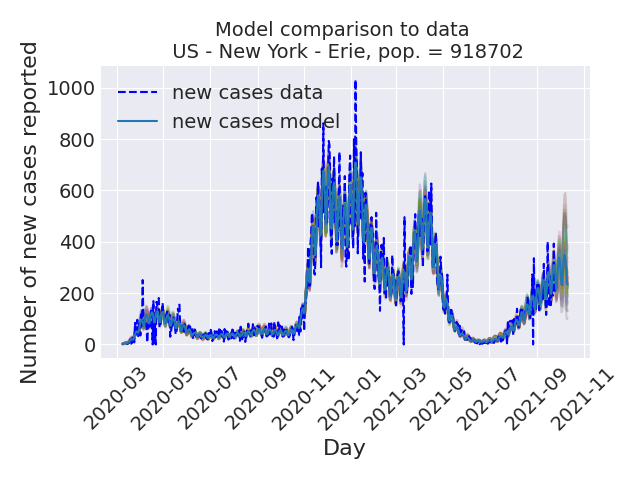 Model comparison to data
US - New York - Erie, pop. = 918702
Number of new cases reported
1000
800
600
400
200
0
new cases data
new cases model
2020-03
2020-05
2020-07
2020-09
2020-11
2021-01
2021-03
2021-05
2021-07
2021-09
2021-11
Day